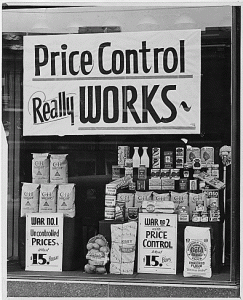 Price Control
Really WORKS
WAR no.1
Uncontrolled
PRICES
$15.
WAR no 2
PRICE
CONTROL
$15.